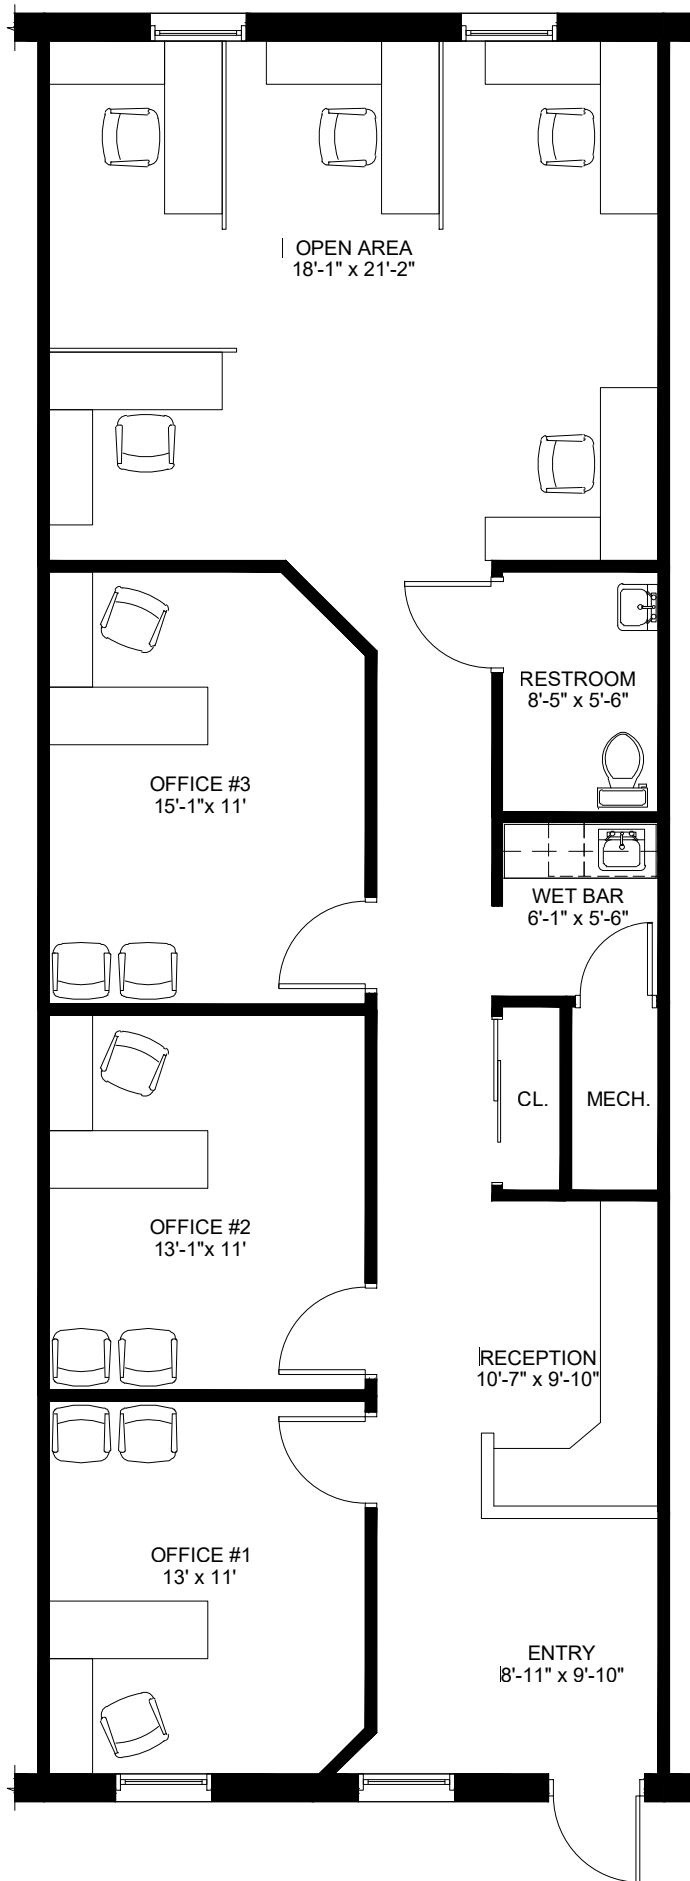 OPEN AREA
18'-1" x 21'-2"
RESTROOM
8'-5" x 5'-6"
OFFICE #3
15'-1"x 11'
WET BAR
6'-1" x 5'-6"
CL.
MECH.
OFFICE #2
13'-1"x 11'
RECEPTION
10'-7" x 9'-10"
OFFICE #1
13' x 11'
ENTRY
8'-11" x 9'-10"